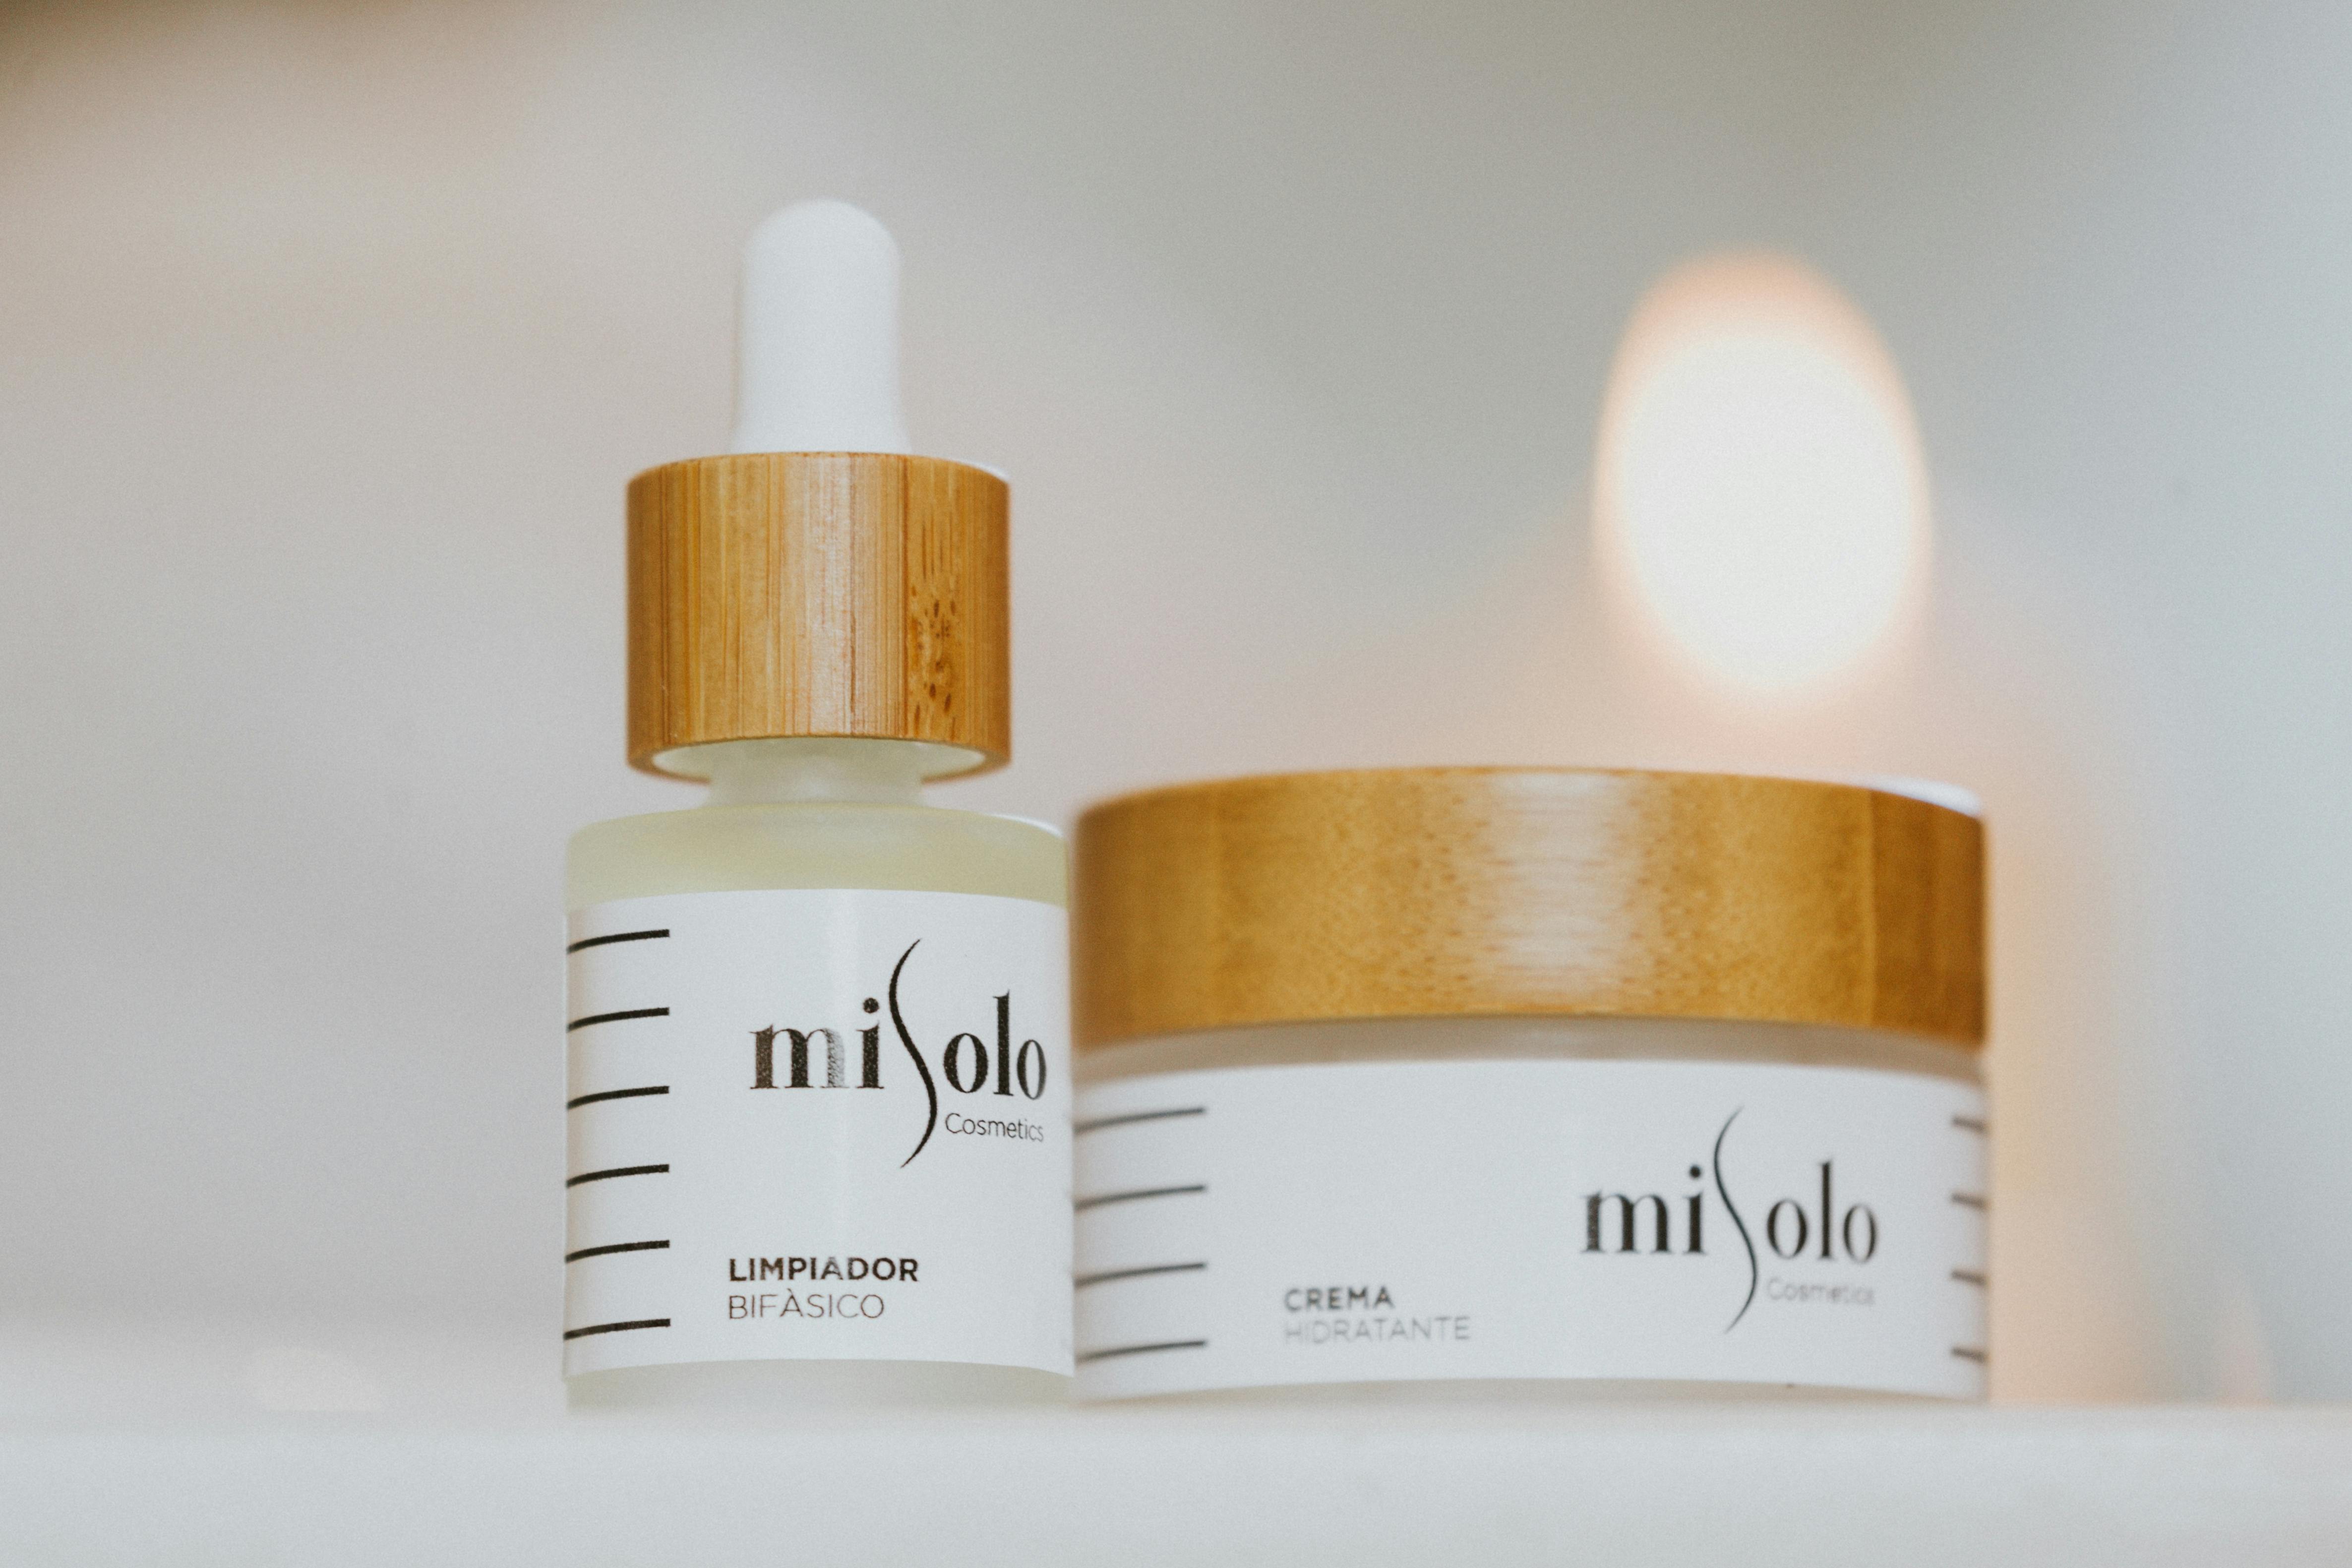 miSolo
Cosmetics
LIMPIADOR
BIFÀSICO
miSolo
Cosmetics
CREMA
HIDRATANTE